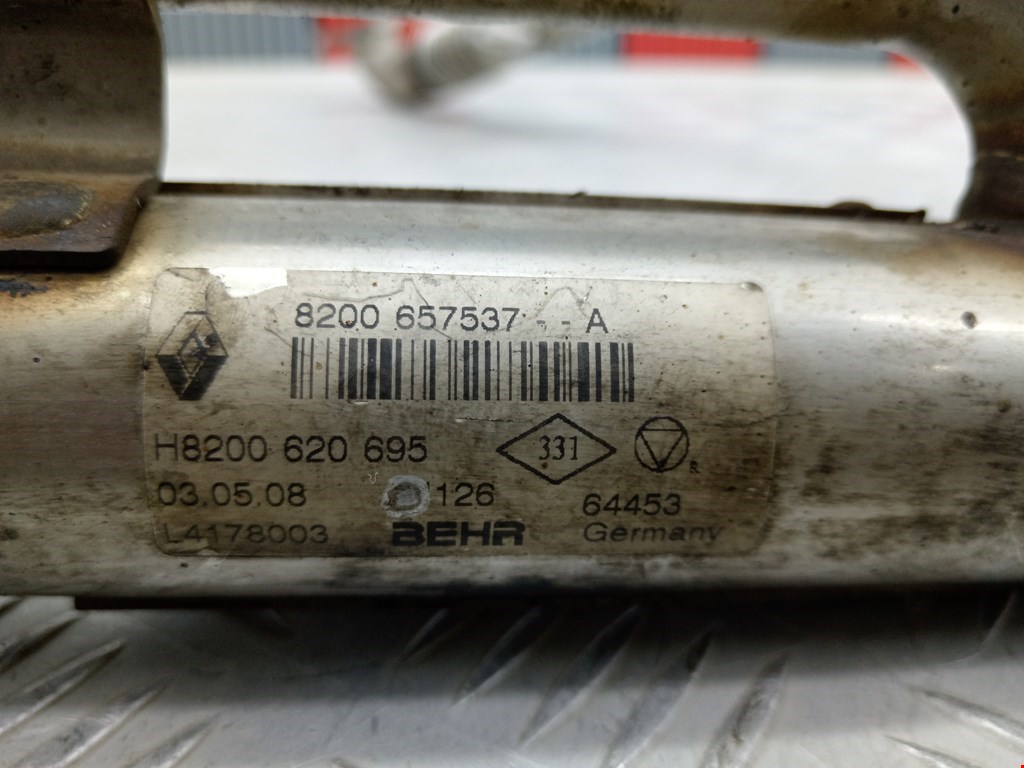 8200 657537 - - A
H8200 620 695
331
R
03.05.08 126
64453
L4178003 BEHR Germany